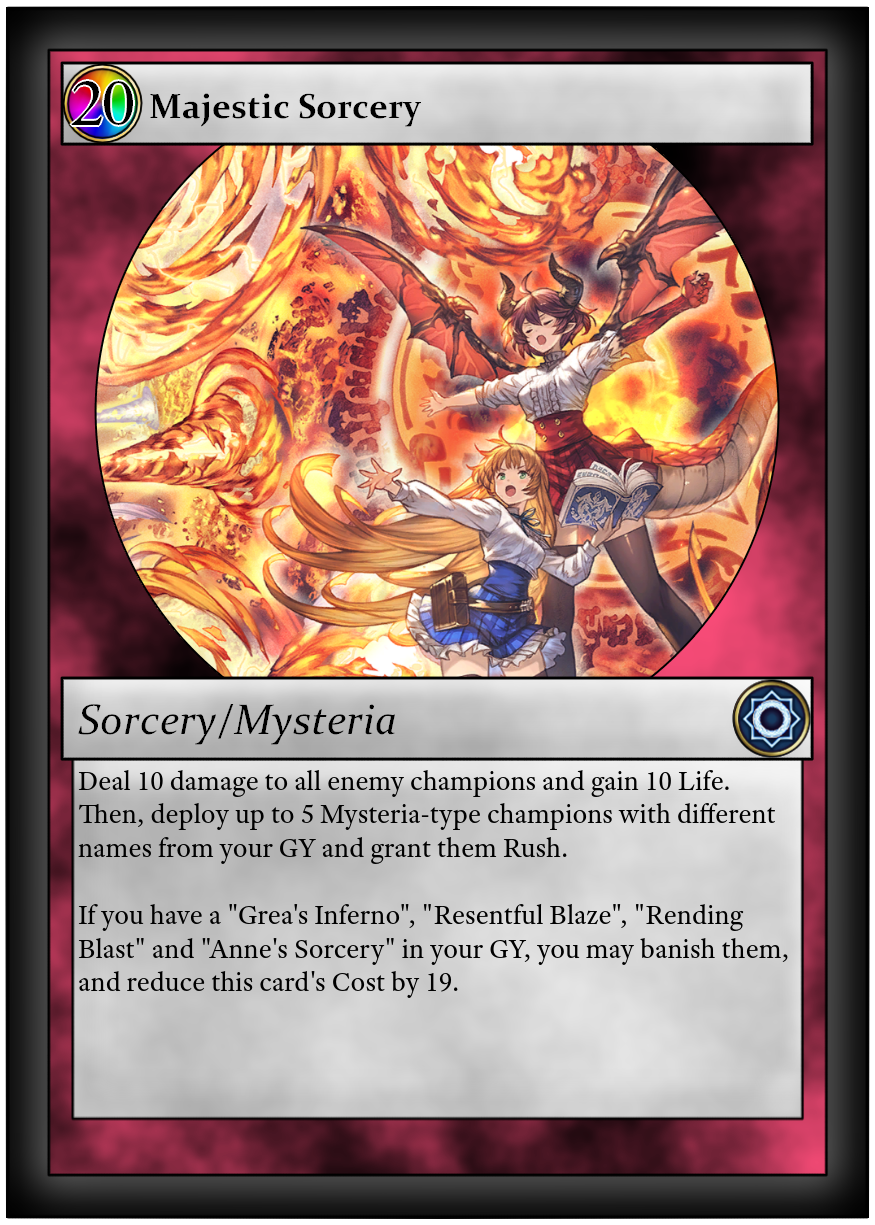 20 Majestic Sorcery
Sorcery/Mysteria
Deal 10 damage to all enemy champions and gain 10 Life.
Then, deploy up to 5 Mysteria-type champions with different
names from your GY and grant them Rush.
If you have a "Grea's Inferno", "Resentful Blaze", "Rending
Blast" and "Anne's Sorcery" in your GY, you may banish them,
and reduce this card's Cost by 19.